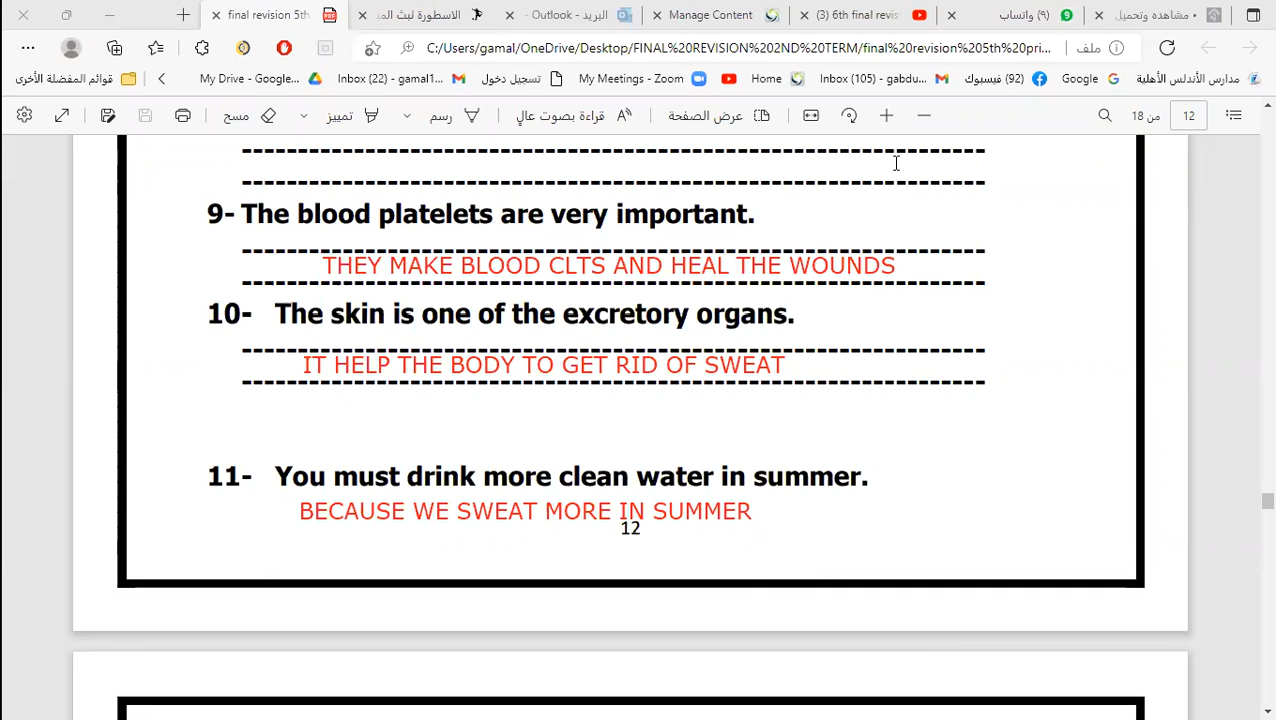 final revision 5th
الاسطورة لبث الم
البريد - Outlook
Manage Content
(3) 6th final revis
(٩) واتساب
مشاهده وتحميل
C:/Users/gamal/OneDrive/Desktop/FINAL%20REVISION%202ND%20TERM/final%20revision%205th%20pri...
ملف
قوائم المفضلة الأخرى
My Drive - Google...
Inbox (22) - gamal1...
تسجيل دخول
My Meetings - Zoom
Home
Inbox (105) - gabdu...
(92) فيسبوك
Google
مدارس الأندلس الأهلية
مسح
تمييز
رسم
قراءة بصوت عالٍ
عرض الصفحة
من 18
12
9- The blood platelets are very important.
THEY MAKE BLOOD CLTS AND HEAL THE WOUNDS
10- The skin is one of the excretory organs.
IT HELP THE BODY TO GET RID OF SWEAT
11- You must drink more clean water in summer.
BECAUSE WE SWEAT MORE IN SUMMER
12